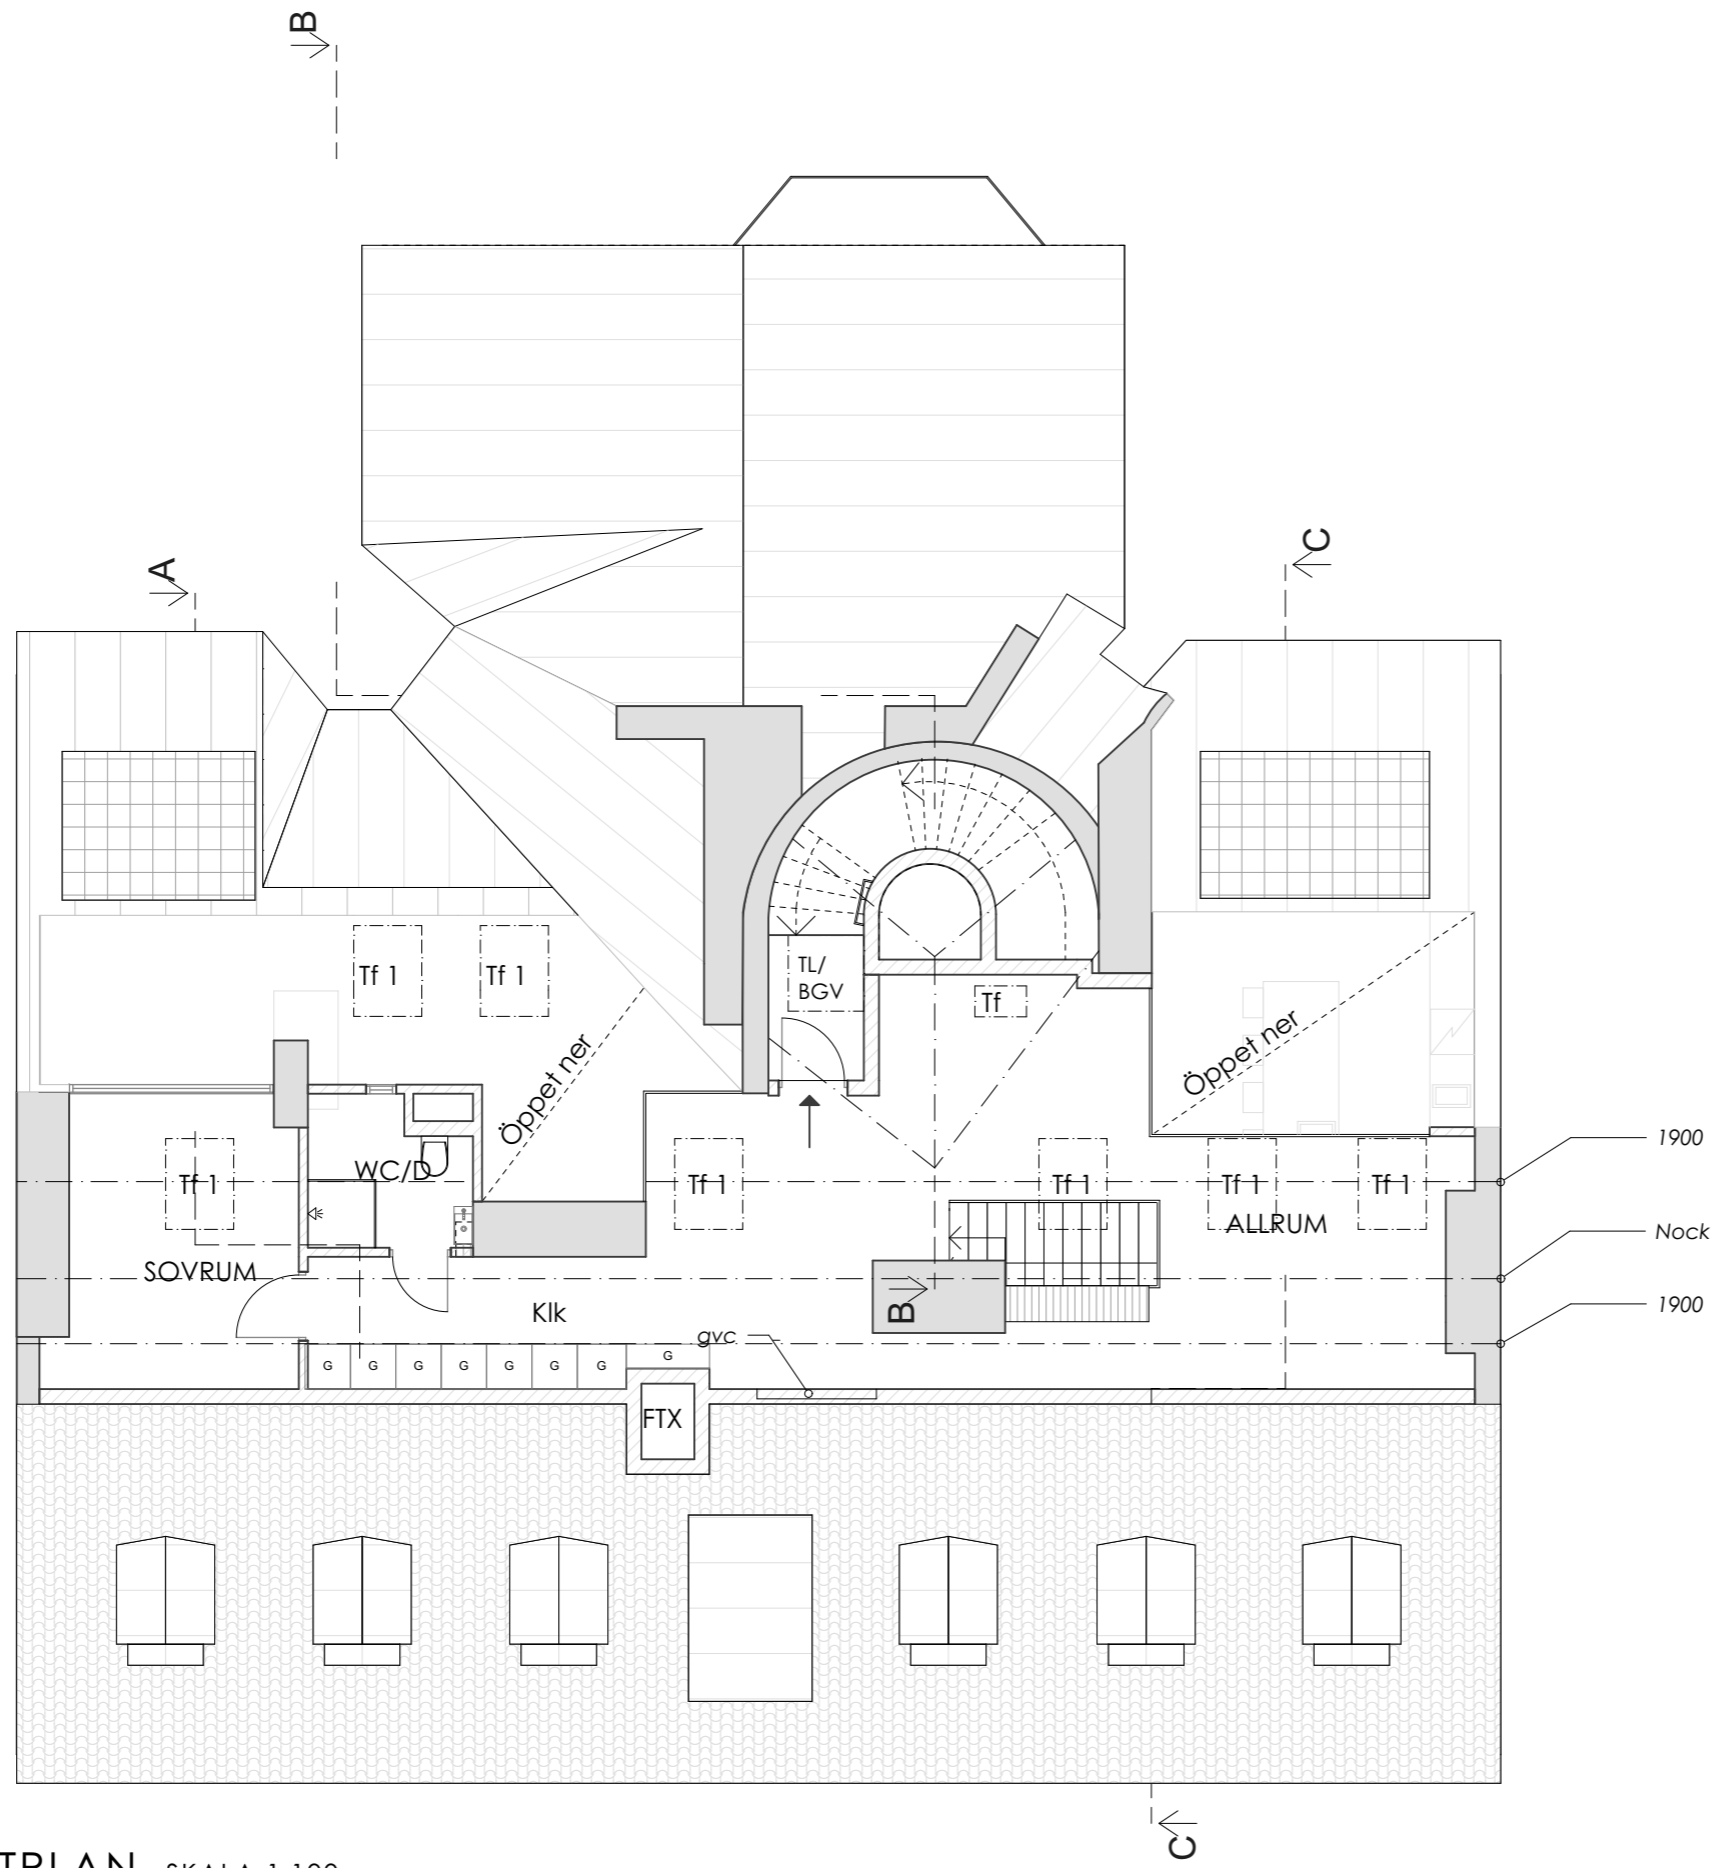 B
A
C
Tf 1
Tf 1
TL/
BGV
Tf
Öppet ner
Öppet ner
1900
WC/D
Tf 1
Tf 1
Tf 1
Tf 1
Tf 1
ALLRUM
Nock
SOVRUM
Klk
B
1900
gvc
G
G
G
G
G
G
G
G
FTX
C